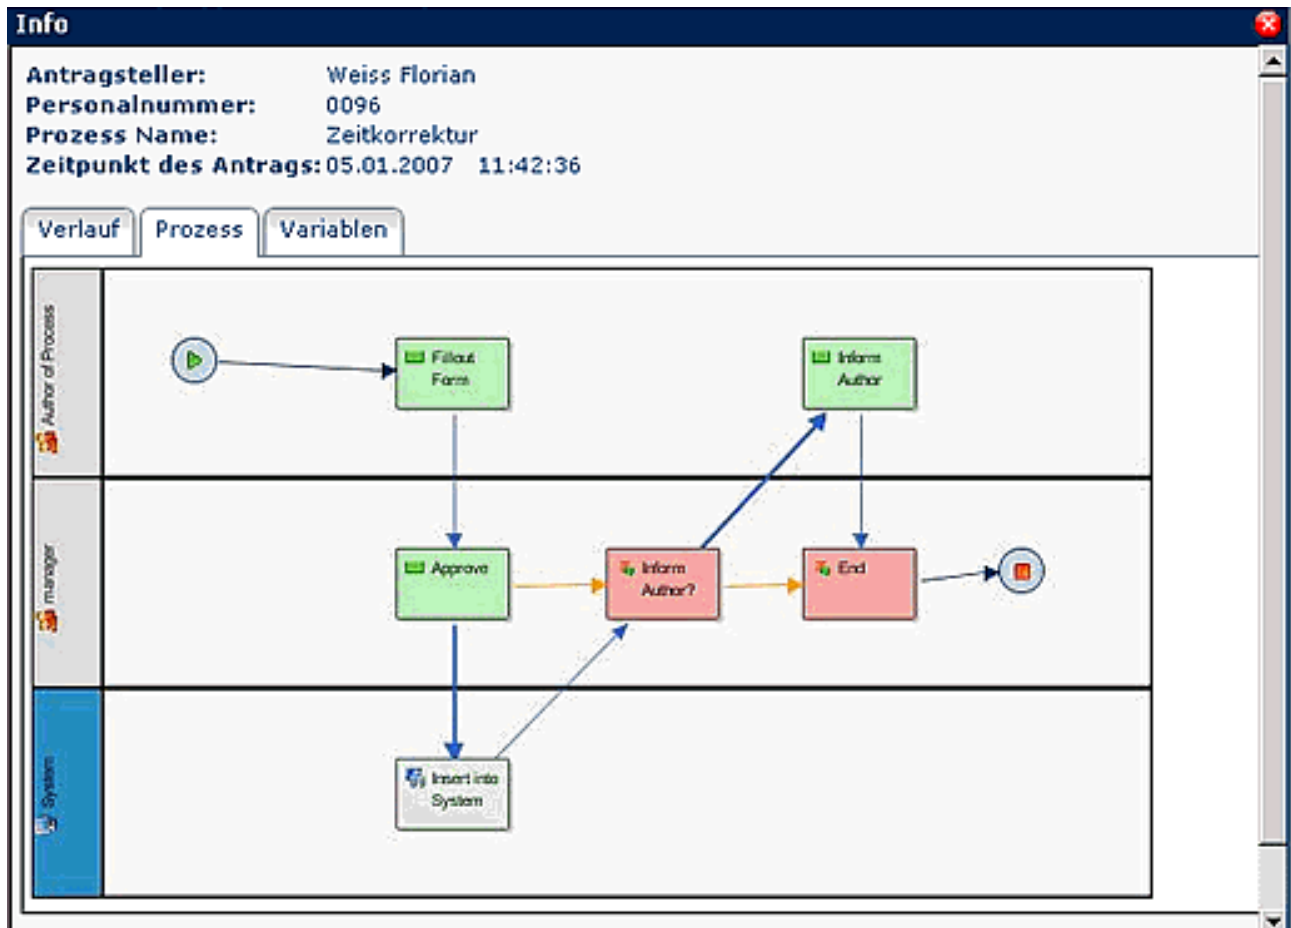 Info
Antragsteller: Weiss Florian
Personalnummer: 0096
Prozess Name: Zeitkorrektur
Zeitpunkt des Antrags: 05.01.2007 11:42:36
Verlauf Prozess Variablen
Author of Process
Fillout
Form
Inform
Author
manager
Approve
Inform
Author?
End
System
Insert into
System